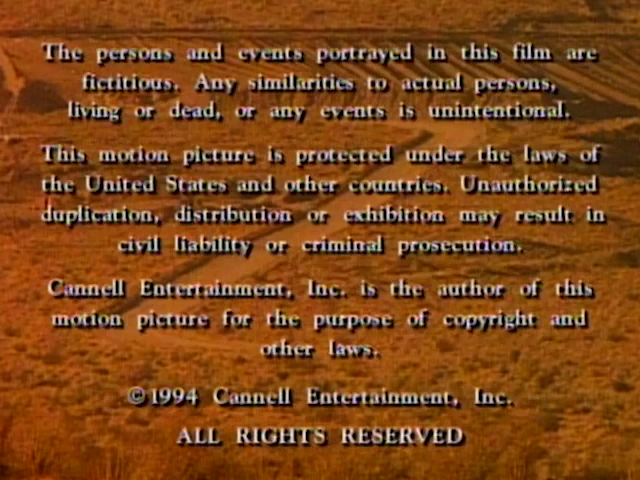 The persons and events portrayed in this film are
fictitious. Any similarities to actual persons,
living or dead, or any events is unintentional.
This motion picture is protected under the laws of
the United States and other countries. Unauthorized
duplication, distribution or exhibition may result in
civil liability or criminal prosecution.
Cannell Entertainment, Inc. is the author of this
motion picture for the purpose of copyright and
other laws.
©1994 Cannell Entertainment, Inc.
ALL RIGHTS RESERVED